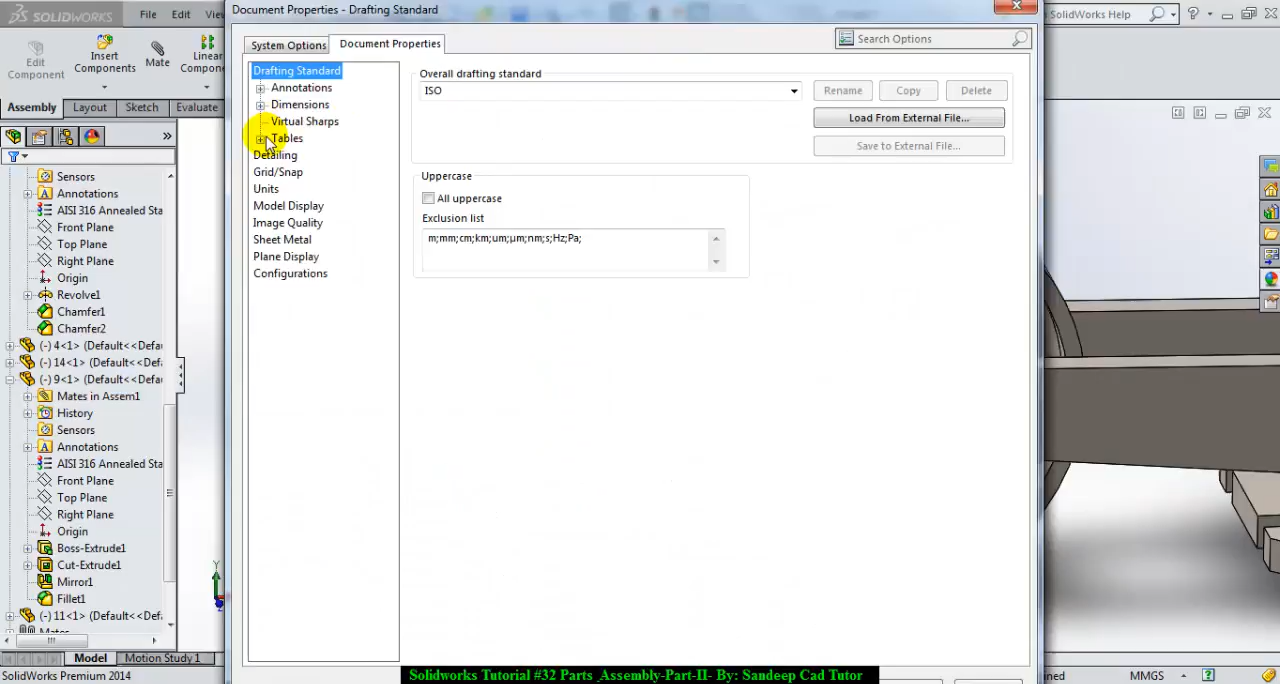 Document Properties - Drafting Standard
SOLIDWORKS
File
Edit
SolidWorks Help
Edit
Component
Insert
Components
Mate
Linear
Assembly
Layout
Sketch
Evaluate
System Options
Document Properties
Search Options
Drafting Standard
Annotations
Dimensions
Virtual Sharps
Tables
Detailing
Grid/Snap
Units
Model Display
Image Quality
Sheet Metal
Plane Display
Configurations
Overall drafting standard
ISO
Rename
Copy
Delete
Load From External File...
Save to External File...
Uppercase
All uppercase
Exclusion list
m;mm;cm;km;um;µm;nm;s;Hz;Pa;
Sensors
Annotations
AISI 316 Annealed Sta
Front Plane
Top Plane
Right Plane
Origin
Revolve1
Chamfer1
Chamfer2
(-) 4<1> (Default<<Defa
(-) 14<1> (Default<<Def
(-) 9<1> (Default<<Defa
Mates in Assem1
History
Sensors
Annotations
AISI 316 Annealed Sta
Front Plane
Top Plane
Right Plane
Origin
Boss-Extrude1
Cut-Extrude1
Mirror1
Fillet1
(-) 11<1> (Default<<Def
Mates
Y
Model
Motion Study 1
SolidWorks Premium 2014
Solidworks Tutorial #32 Parts Assembly-Part-II- By: Sandeep Cad Tutor
MMGS